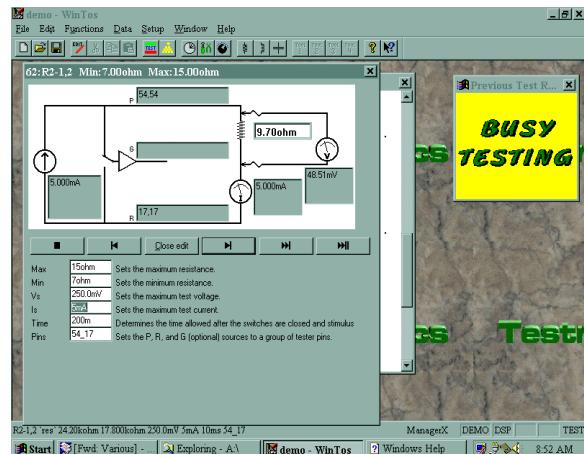 demo - WinTos
File Edit Functions Data Setup Window Help
TEST
62:R2-1,2 Min:7.00ohm Max:15.00ohm
P 54,54
9.70ohm
G
V
5.000mA
I
5.000mA
48.51mV
R 17,17
Close edit
Max 15ohm Sets the maximum resistance.
Min 7ohm Sets the minimum resistance.
Vs 250.0mV Sets the maximum test voltage.
Is 5mA Sets the maximum test current.
Time 200m Determines the time allowed after the switches are closed and stimulus
Pins 54_17 Sets the P, R, and G (optional) sources to a group of tester pins.
Previous Test R...
BUSY
TESTING
cs
cs Testr
R2-1,2 `res' 24.20kohm 17.800kohm 250.0mV 5mA 10ms 54_17 ManagerX DEMO DSP TEST
Start [Fwd: Various] - ... Exploring - A:\ demo - WinTos Windows Help 8:52 AM